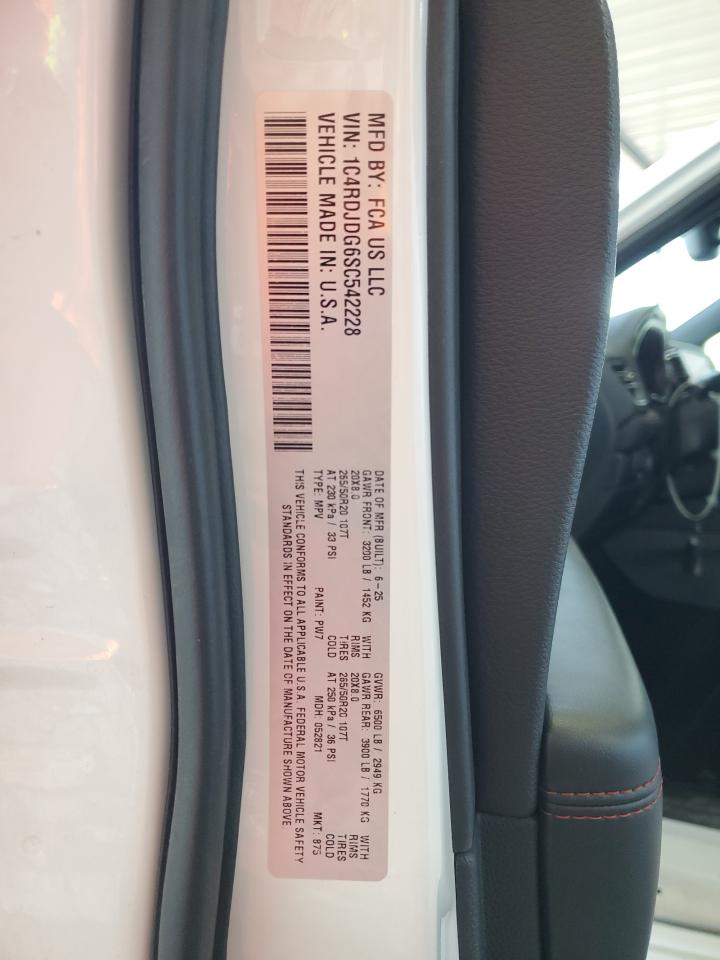 MFD BY: FCA US LLC
VIN: 1C4RDJDG6SC542228
VEHICLE MADE IN: U.S.A.
DATE OF MFR (BUILT): 6-25 GVWR: 6500 LB / 2949 KG
GAWR FRONT: 3200 LB / 1452 KG WITH GAWR REAR: 3900 LB / 1770 KG WITH
20X8.0 RIMS 20X8.0 RIMS
265/50R20 107T TIRES 265/50R20 107T TIRES
AT 230 kPa / 33 PSI COLD AT 250 kPa / 36 PSI COLD
TYPE: MPV PAINT: PW7 MDH: 052821 MKT: 875
THIS VEHICLE CONFORMS TO ALL APPLICABLE U.S.A. FEDERAL MOTOR VEHICLE SAFETY
STANDARDS IN EFFECT ON THE DATE OF MANUFACTURE SHOWN ABOVE